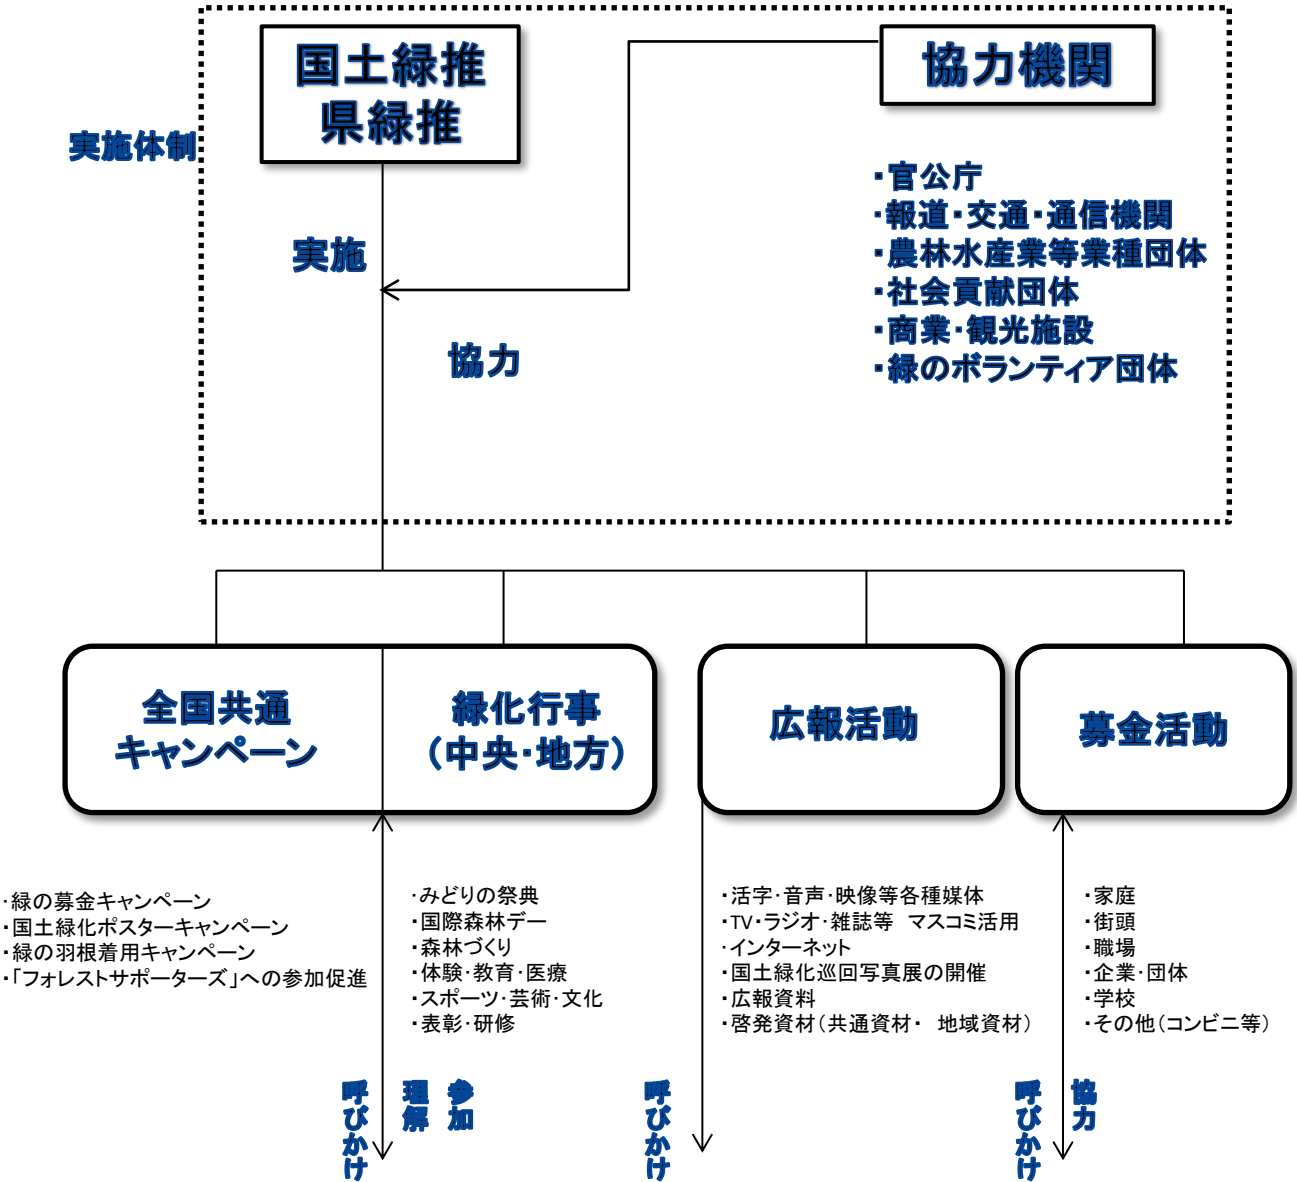 国土緑推
県緑推
協力機関
実施体制
・官公庁
・報道・交通・通信機関
・農林水産業等業種団体
・社会貢献団体
・商業・観光施設
・緑のボランティア団体
実施
協力
全国共通
キャンペーン
緑化行事
（中央・地方）
広報活動
募金活動
・緑の募金キャンペーン
・国土緑化ポスターキャンペーン
・緑の羽根着用キャンペーン
・「フォレストサポーターズ」への参加促進
・みどりの祭典
・国際森林デー
・森林づくり
・体験・教育・医療
・スポーツ・芸術・文化
・表彰・研修
・活字・音声・映像等各種媒体
・TV・ラジオ・雑誌等　マスコミ活用
・インターネット
・国土緑化巡回写真展の開催
・広報資料
・啓発資材（共通資材・　地域資材）
・家庭
・街頭
・職場
・企業・団体
・学校
・その他（コンビニ等）
呼びかけ
理解
参加
呼びかけ
呼びかけ
協力